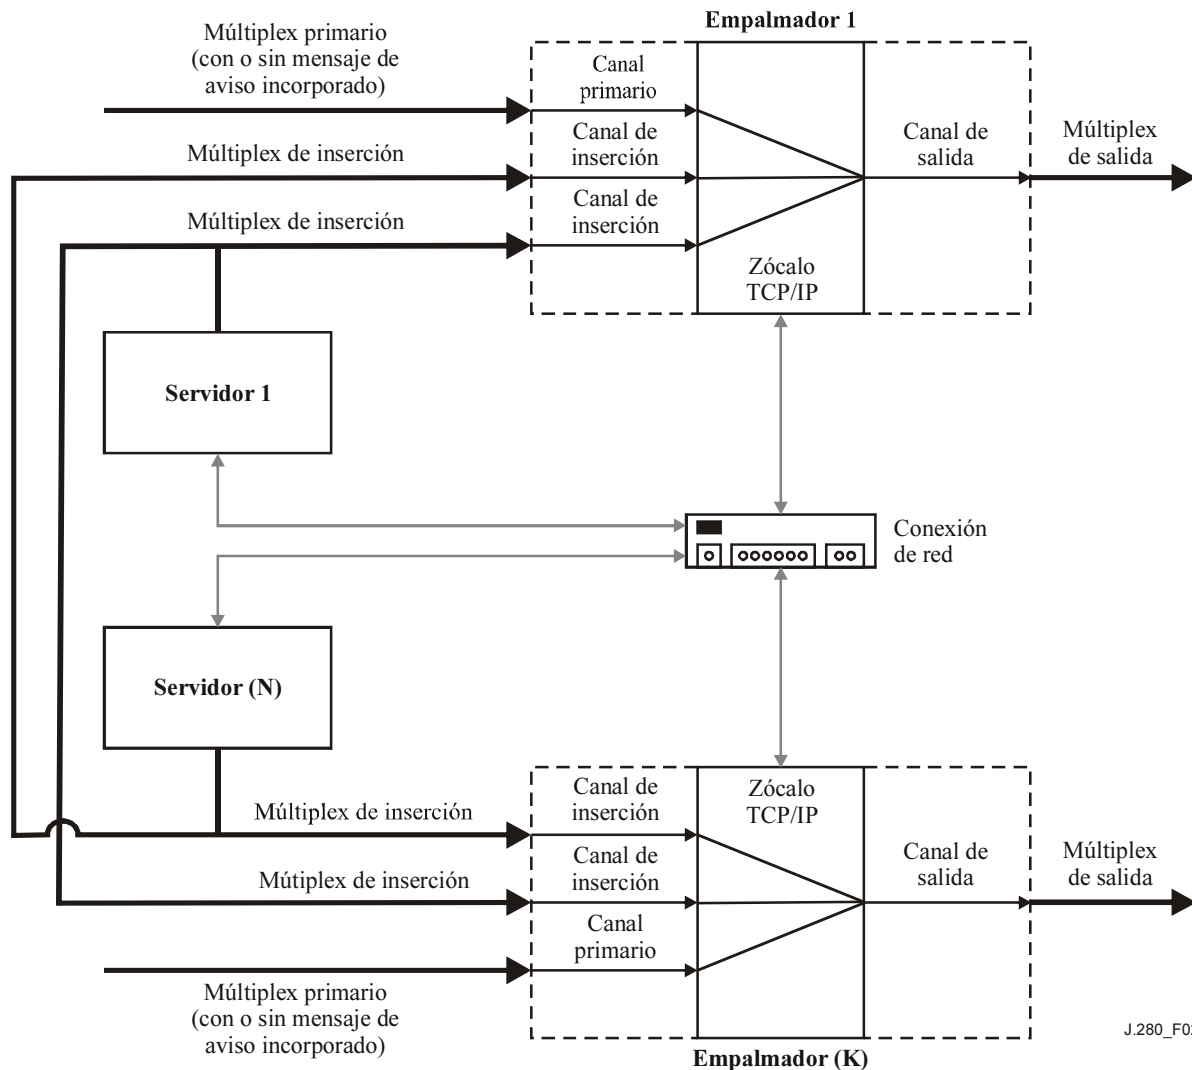 Empalmador 1
Múltiplex primario
(con o sin mensaje de
aviso incorporado)
Canal
primario
Múltiplex de inserción
Canal de
inserción
Canal de
salida
Múltiplex
de salida
Múltiplex de inserción
Canal de
inserción
Zócalo
TCP/IP
Servidor 1
Conexión
de red
Servidor (N)
Múltiplex de inserción
Canal de
inserción
Zócalo
TCP/IP
Mútiplex de inserción
Canal de
inserción
Canal de
salida
Múltiplex
de salida
Canal
primario
Múltiplex primario
(con o sin mensaje de
aviso incorporado)
Empalmador (K)
J.280_F02